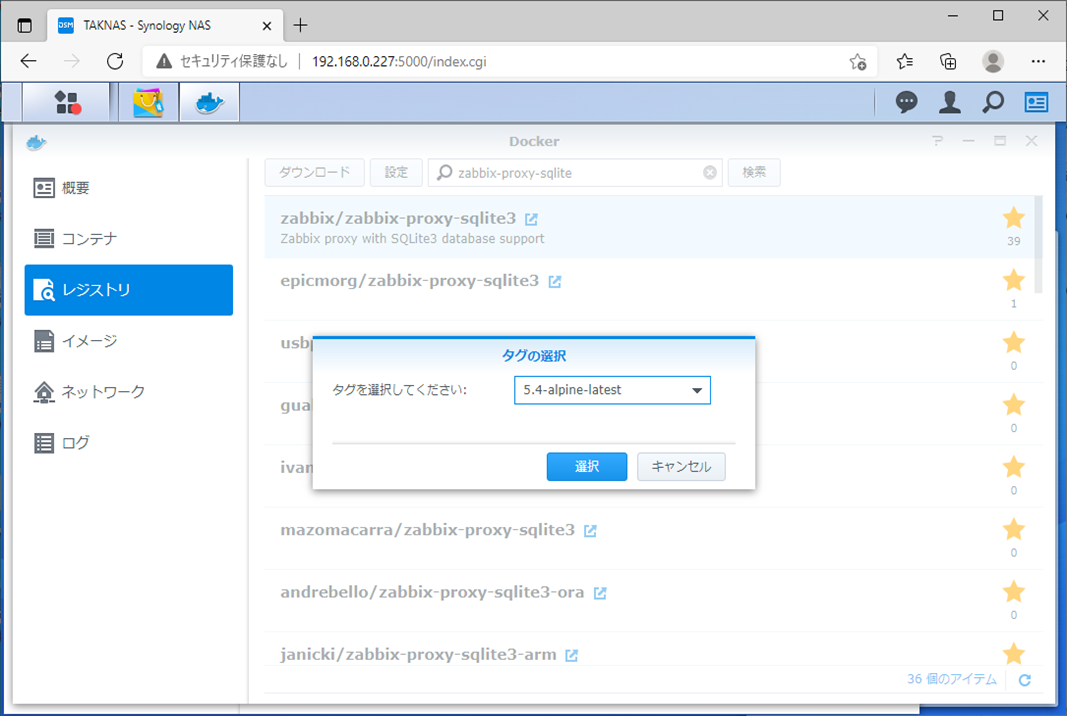 DSM TAKNAS - Synology NAS
セキュリティ保護なし 192.168.0.227:5000/index.cgi
Docker
概要
コンテナ
レジストリ
イメージ
ネットワーク
ログ
ダウンロード 設定 zabbix-proxy-sqlite 検索
zabbix/zabbix-proxy-sqlite3
Zabbix proxy with SQLite3 database support
39
epicmorg/zabbix-proxy-sqlite3
1
0
0
0
mazomacarra/zabbix-proxy-sqlite3
0
andrebello/zabbix-proxy-sqlite3-ora
0
janicki/zabbix-proxy-sqlite3-arm
36 個のアイテム
タグの選択
タグを選択してください: 5.4-alpine-latest
選択 キャンセル